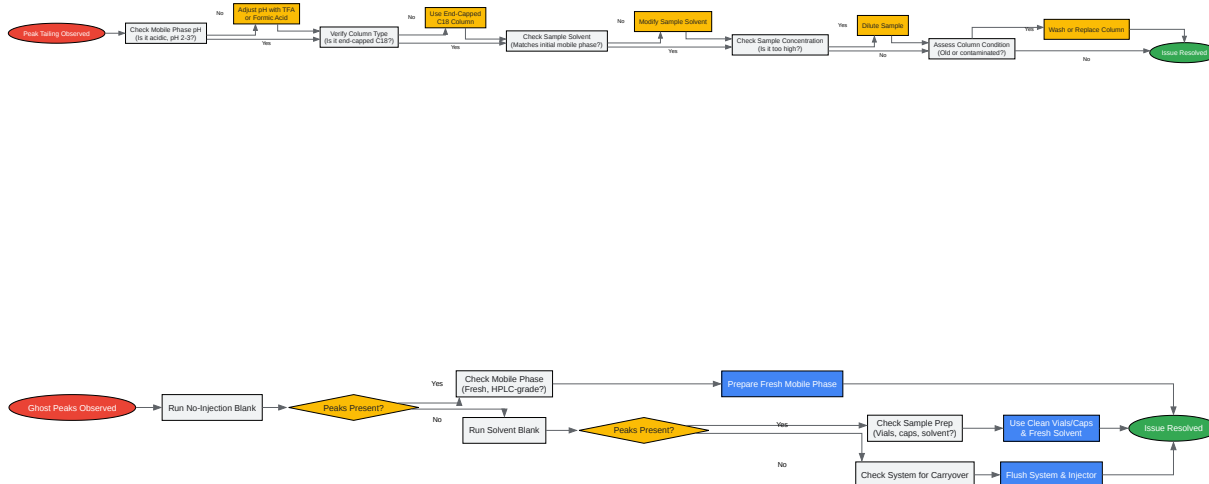 Peak Tailing Observed
Check Mobile Phase pH
(Is it acidic, pH 2-3?)
No
Yes
Adjust pH with TFA
or Formic Acid
Verify Column Type
(Is it end-capped C18?)
No
Yes
Use End-Capped
C18 Column
Check Sample Solvent
(Matches initial mobile phase?)
No
Yes
Modify Sample Solvent
Check Sample Concentration
(Is it too high?)
Yes
No
Dilute Sample
Assess Column Condition
(Old or contaminated?)
Yes
No
Wash or Replace Column
Issue Resolved
Ghost Peaks Observed
Run No-Injection Blank
Peaks Present?
Yes
No
Check Mobile Phase
(Fresh, HPLC-grade?)
Prepare Fresh Mobile Phase
Run Solvent Blank
Peaks Present?
Yes
No
Check Sample Prep
(Vials, caps, solvent?)
Use Clean Vials/Caps
& Fresh Solvent
Check System for Carryover
Flush System & Injector
Issue Resolved